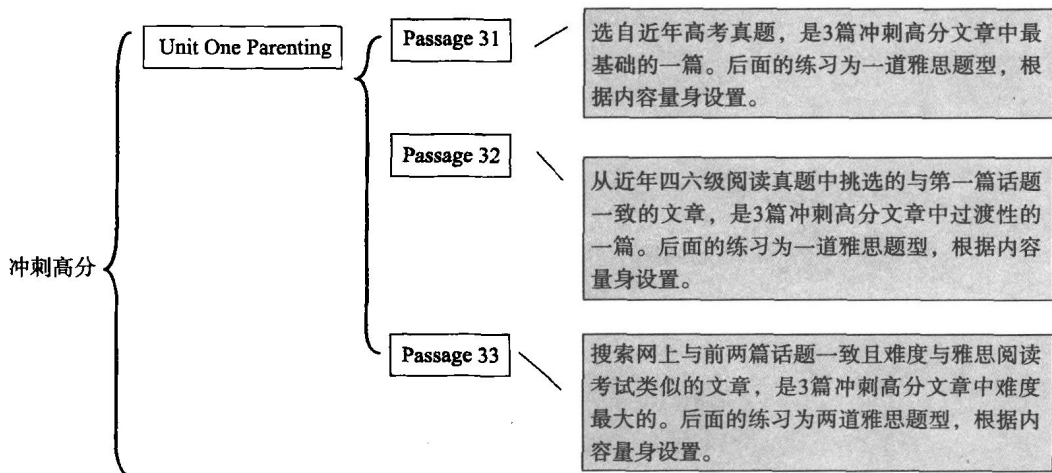 冲刺高分
Unit One Parenting
Passage 31
选自近年高考真题，是3篇冲刺高分文章中最
基础的一篇。后面的练习为一道雅思题型，根
据内容量身设置。
Passage 32
从近年四六级阅读真题中挑选的与第一篇话题
一致的文章，是3篇冲刺高分文章中过渡性的
一篇。后面的练习为一道雅思题型，根据内容
量身设置。
Passage 33
搜索网上与前两篇话题一致且难度与雅思阅读
考试类似的文章，是3篇冲刺高分文章中难度
最大的。后面的练习为两道雅思题型，根据内
容量身设置。